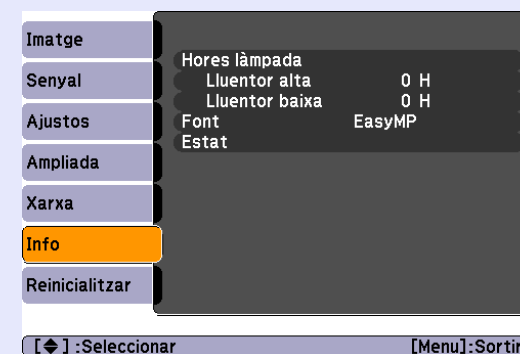 Imatge
Senyal
Ajustos
Ampliada
Xarxa
Info
Reinicialitzar
Hores làmpada
Lluentor alta 0 H
Lluentor baixa 0 H
Font EasyMP
Estat
[◆] :Seleccionar [Menu]:Sortir